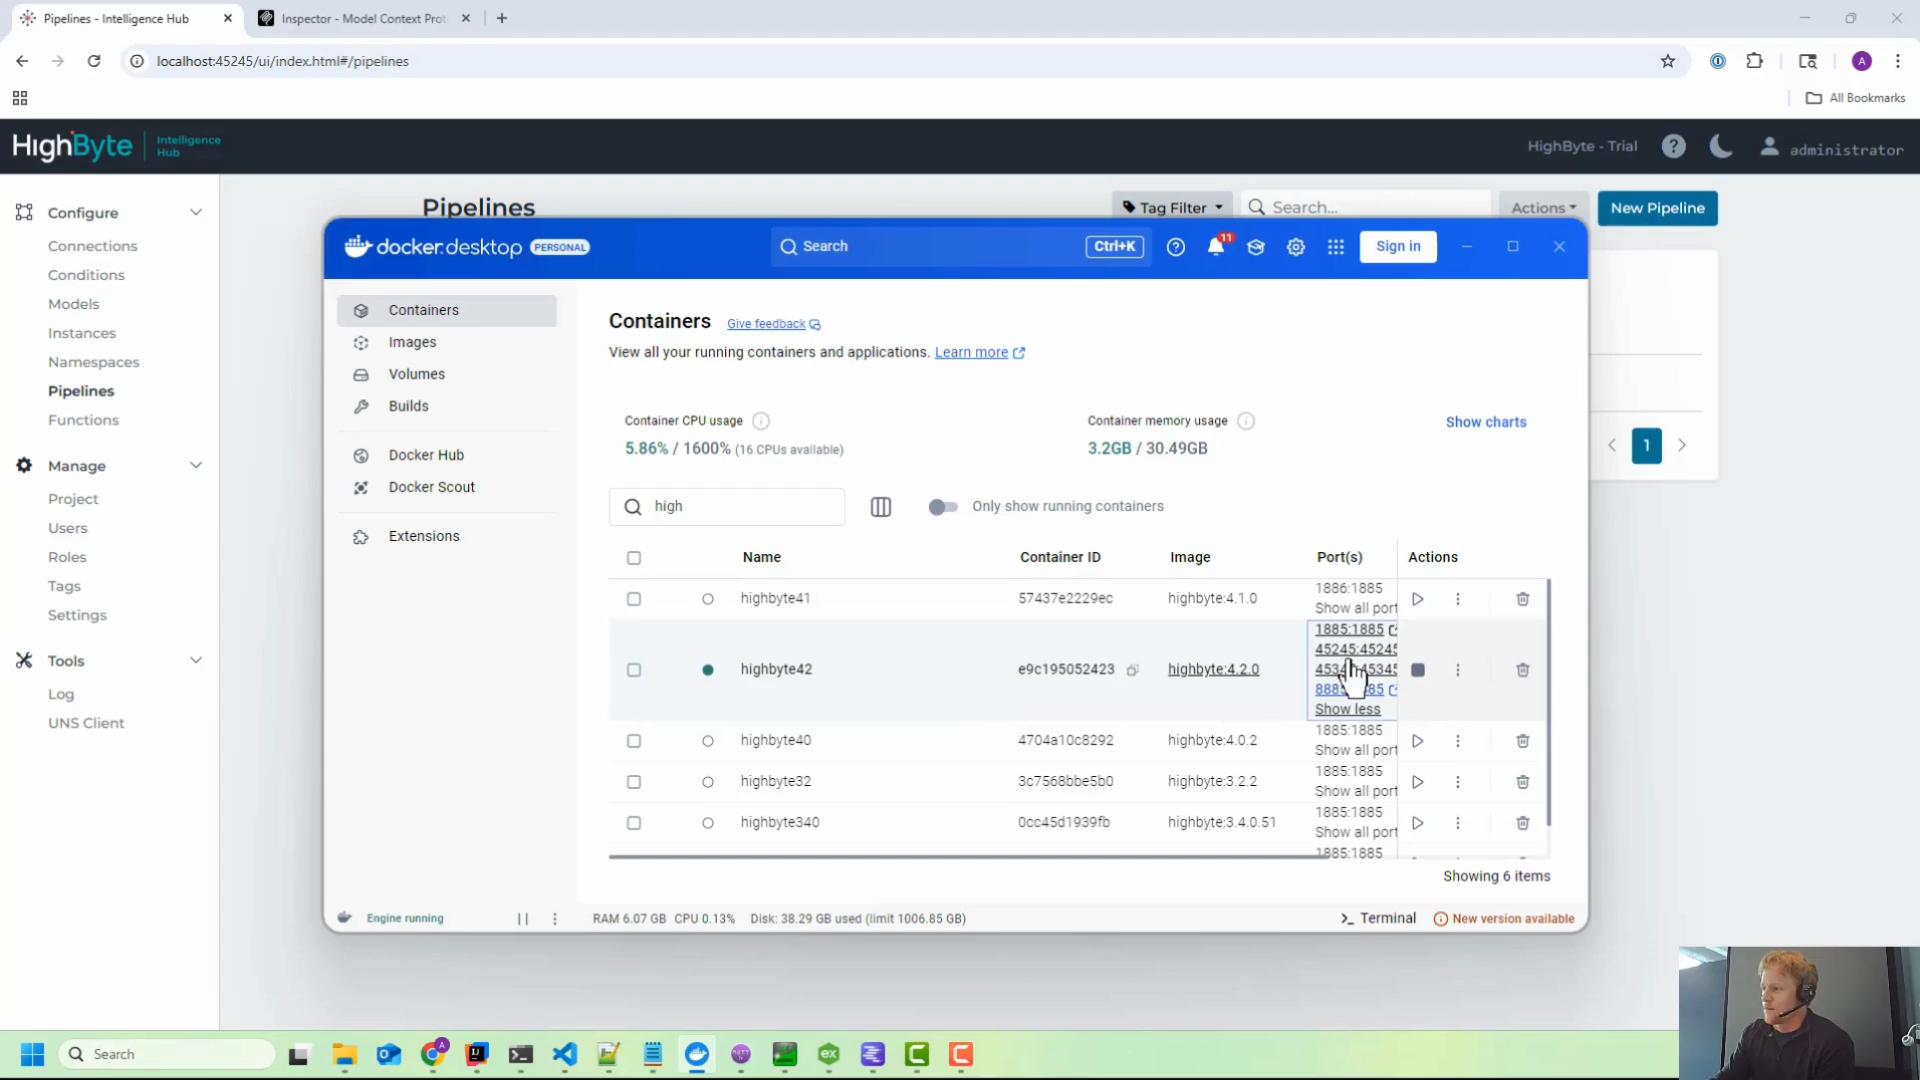 Pipelines - Intelligence Hub
Inspector - Model Context Prot
localhost:45245/ui/index.html#/pipelines
A
All Bookmarks
HighByte
Intelligence
Hub
HighByte - Trial
administrator
Configure
Connections
Conditions
Models
Instances
Namespaces
Pipelines
Functions
Manage
Project
Users
Roles
Tags
Settings
Tools
Log
UNS Client
Pipelines
Tag Filter
Search...
Actions
New Pipeline
1
docker.desktop PERSONAL
Search
Ctrl+K
11
Sign in
Containers
Images
Volumes
Builds
Docker Hub
Docker Scout
Extensions
Containers
Give feedback
View all your running containers and applications. Learn more
Container CPU usage
5.86% / 1600% (16 CPUs available)
Container memory usage
3.2GB / 30.49GB
Show charts
high
Only show running containers
Name Container ID Image Port(s) Actions
highbyte41 57437e2229ec highbyte:4.1.0 1886:1885
Show all port
highbyte42 e9c195052423 highbyte:4.2.0 1885:1885
45245:45245
Show less
highbyte40 4704a10c8292 highbyte:4.0.2 1885:1885
Show all port
highbyte32 3c7568bbe5b0 highbyte:3.2.2 1885:1885
Show all port
highbyte340 0cc45d1939fb highbyte:3.4.0.51 1885:1885
Show all port
1885:1885
Showing 6 items
Engine running
RAM 6.07 GB CPU 0.13% Disk: 38.29 GB used (limit 1006.85 GB)
>_ Terminal
New version available
Search